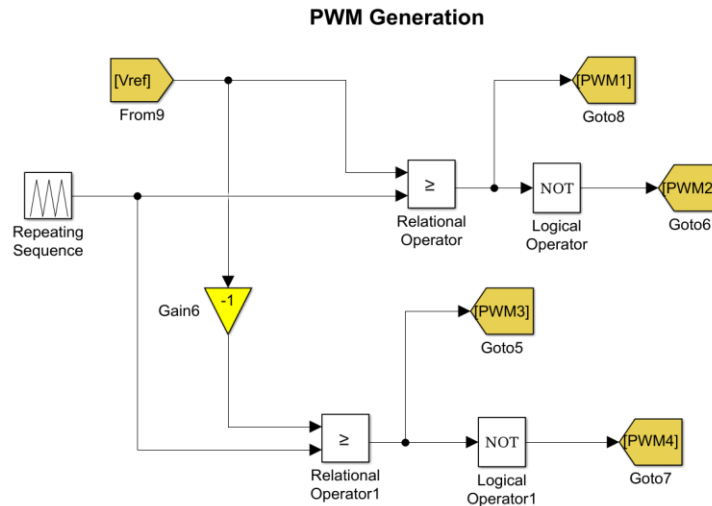 PWM Generation
[Vref]
From9
[PWM1]
Goto8
≥
Relational
Operator
NOT
Logical
Operator
[PWM2
Goto6
Repeating
Sequence
Gain6
-1
[PWM3]
Goto5
≥
Relational
Operator1
NOT
Logical
Operator1
[PWM4]
Goto7